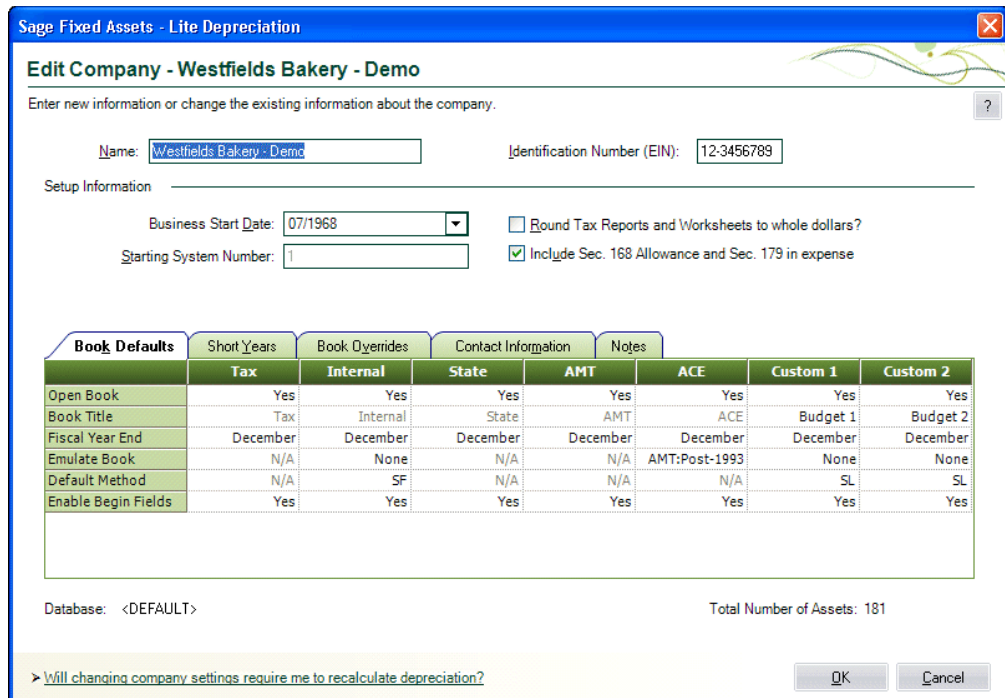 Sage Fixed Assets - Lite Depreciation
Edit Company - Westfields Bakery - Demo
Enter new information or change the existing information about the company.
?
Name: Westfields Bakery - Demo Identification Number (EIN): 12-3456789
Setup Information
Business Start Date: 07/1968 Round Tax Reports and Worksheets to whole dollars?
Starting System Number: 1 Include Sec. 168 Allowance and Sec. 179 in expense
Book Defaults Short Years Book Overrides Contact Information Notes
Tax Internal State AMT ACE Custom 1 Custom 2
Open Book Yes Yes Yes Yes Yes Yes Yes
Book Title Tax Internal State AMT ACE Budget 1 Budget 2
Fiscal Year End December December December December December December December
Emulate Book N/A None N/A N/A AMT:Post-1993 None None
Default Method N/A SF N/A N/A N/A SL SL
Enable Begin Fields Yes Yes Yes Yes Yes Yes Yes
Database: <DEFAULT> Total Number of Assets: 181
➤ Will changing company settings require me to recalculate depreciation? OK Cancel